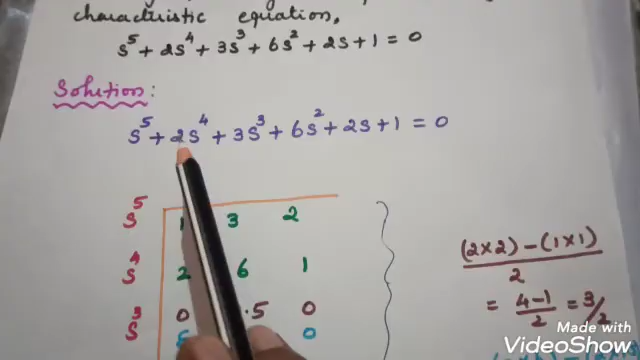 characteristic equation,
s⁵ + 2s⁴ + 3s³ + 6s² + 2s + 1 = 0
Solution:
s⁵ + 2s⁴ + 3s³ + 6s² + 2s + 1 = 0
s⁵ 1 3 2
s⁴ 2 6 1
s³ 0 .5 0
0
(2×2) − (1×1)
2
= 4−1 / 2 = 3/2
Made with
VideoShow